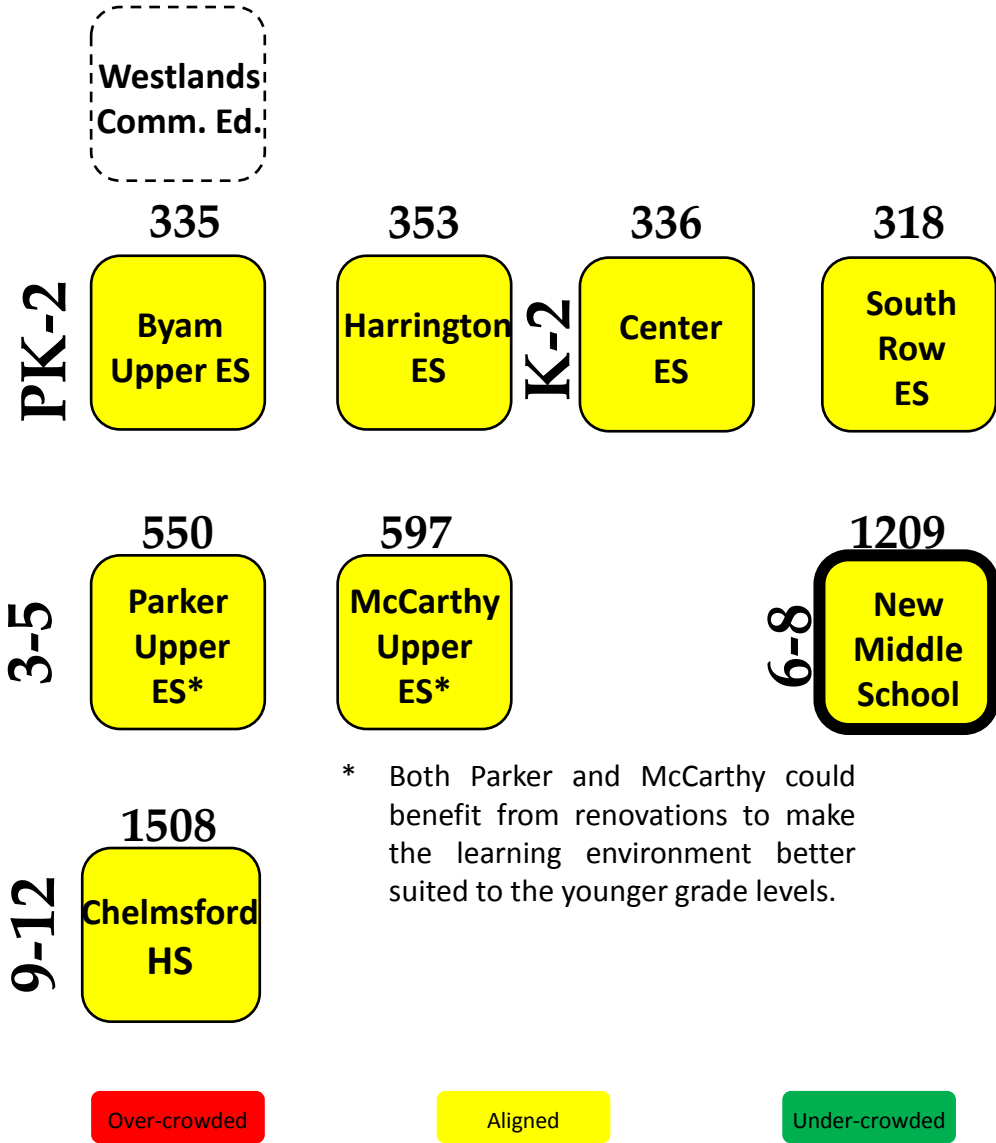 Westlands
Comm. Ed.
335
353
336
318
PK-2
Byam
Upper ES
Harrington
ES
K-2
Center
ES
South
Row
ES
550
597
1209
3-5
Parker
Upper
ES*
McCarthy
Upper
ES*
6-8
New
Middle
School
* Both Parker and McCarthy could
benefit from renovations to make
the learning environment better
suited to the younger grade levels.
1508
9-12
Chelmsford
HS
Over-crowded
Aligned
Under-crowded